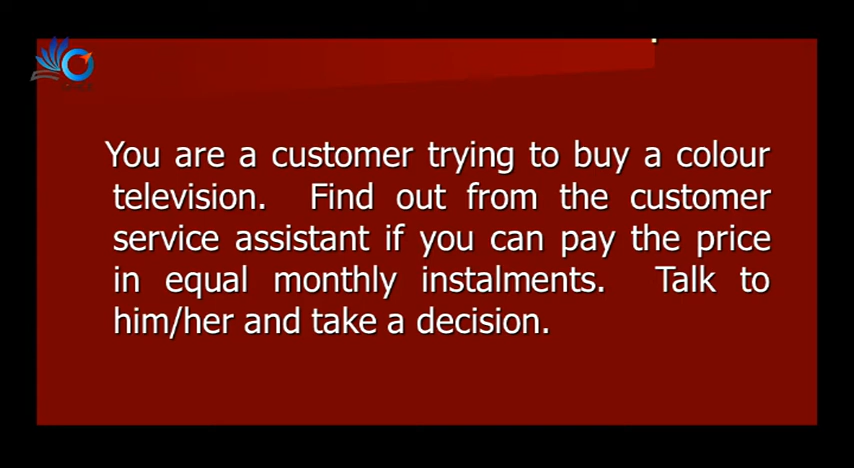 You are a customer trying to buy a colour
television. Find out from the customer
service assistant if you can pay the price
in equal monthly instalments. Talk to
him/her and take a decision.